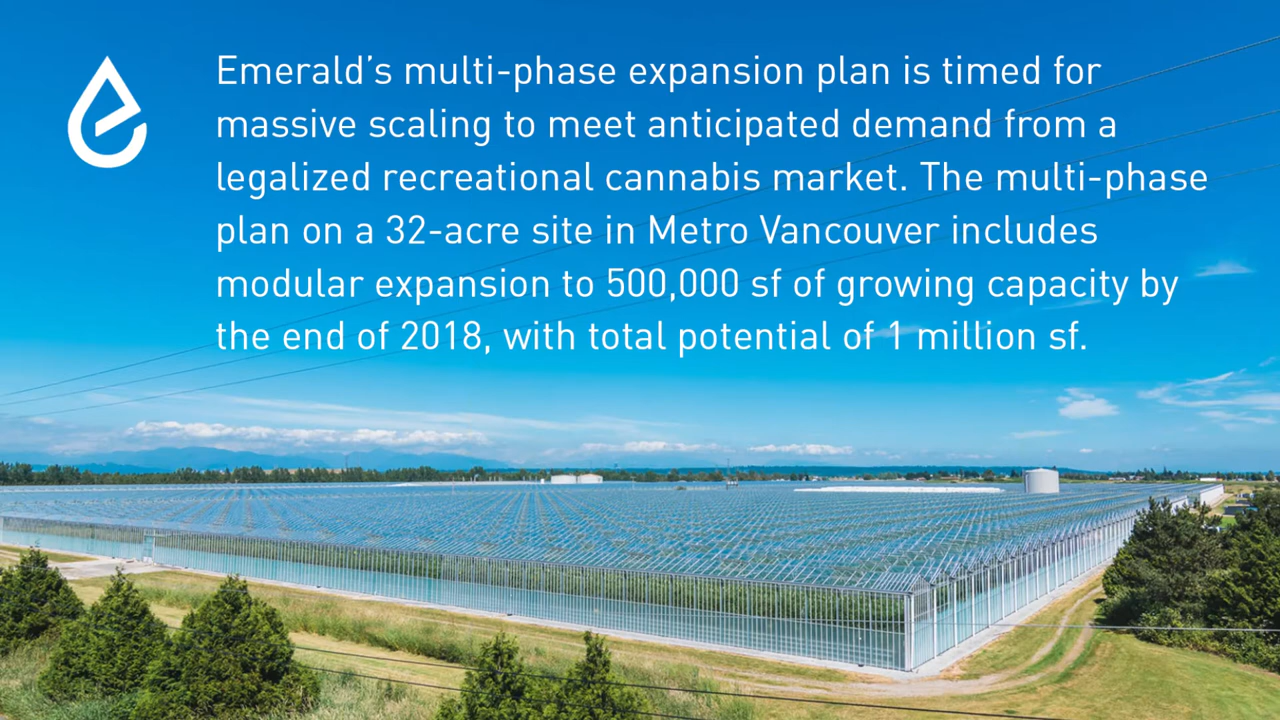 Emerald’s multi-phase expansion plan is timed for
massive scaling to meet anticipated demand from a
legalized recreational cannabis market. The multi-phase
plan on a 32-acre site in Metro Vancouver includes
modular expansion to 500,000 sf of growing capacity by
the end of 2018, with total potential of 1 million sf.